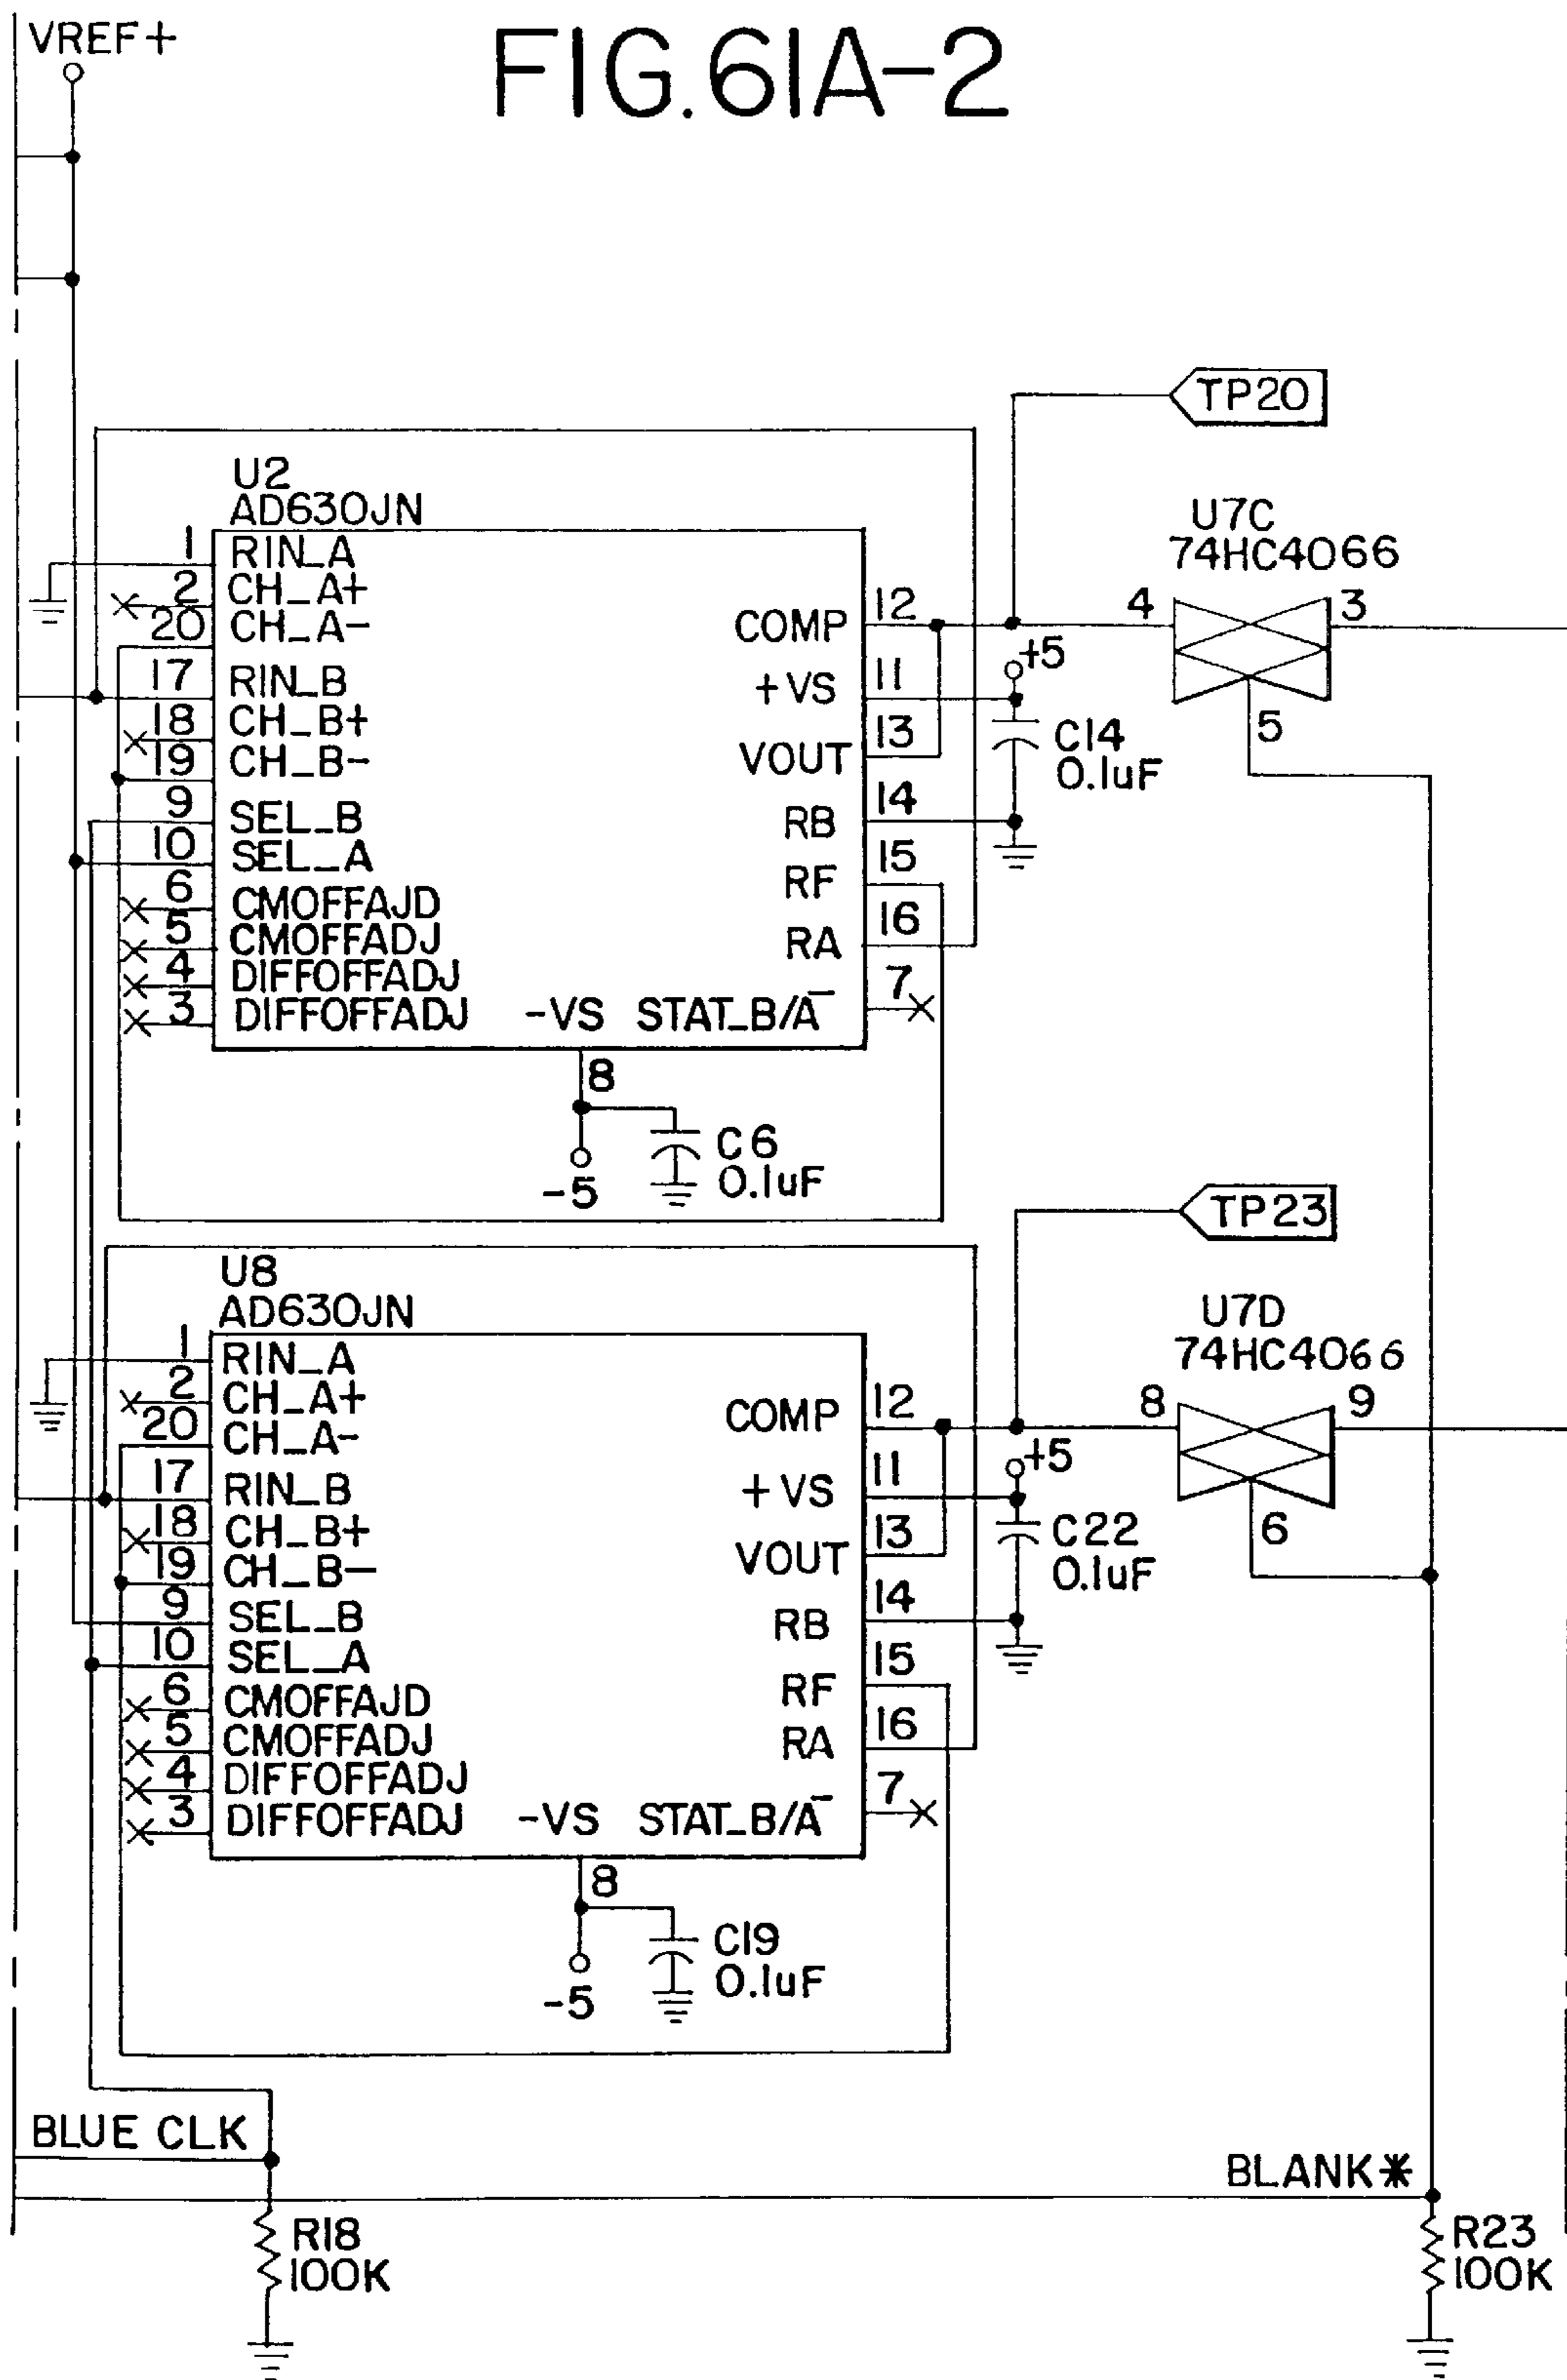 FIG.61A-2
VREF+
TP20
U2
AD630JN
1 RIN_A
2 CH_A+
20 CH_A-
17 RIN_B
18 CH_B+
19 CH_B-
9 SEL_B
10 SEL_A
6 CMOFFAJD
5 CMOFFADJ
4 DIFFOFFADJ
3 DIFFOFFADJ
-VS
STAT_B/A̅
COMP 12
+VS 11
VOUT 13
RB 14
RF 15
RA 16
7
8
-5
C6
0.1uF
+5
C14
0.1uF
U7C
74HC4066
4
3
5
TP23
U8
AD630JN
1 RIN_A
2 CH_A+
20 CH_A-
17 RIN_B
18 CH_B+
19 CH_B-
9 SEL_B
10 SEL_A
6 CMOFFAJD
5 CMOFFADJ
4 DIFFOFFADJ
3 DIFFOFFADJ
-VS
STAT_B/A̅
COMP 12
+VS 11
VOUT 13
RB 14
RF 15
RA 16
7
8
-5
C19
0.1uF
+5
C22
0.1uF
U7D
74HC4066
8
9
6
BLUE CLK
BLANK*
R18
100K
R23
100K